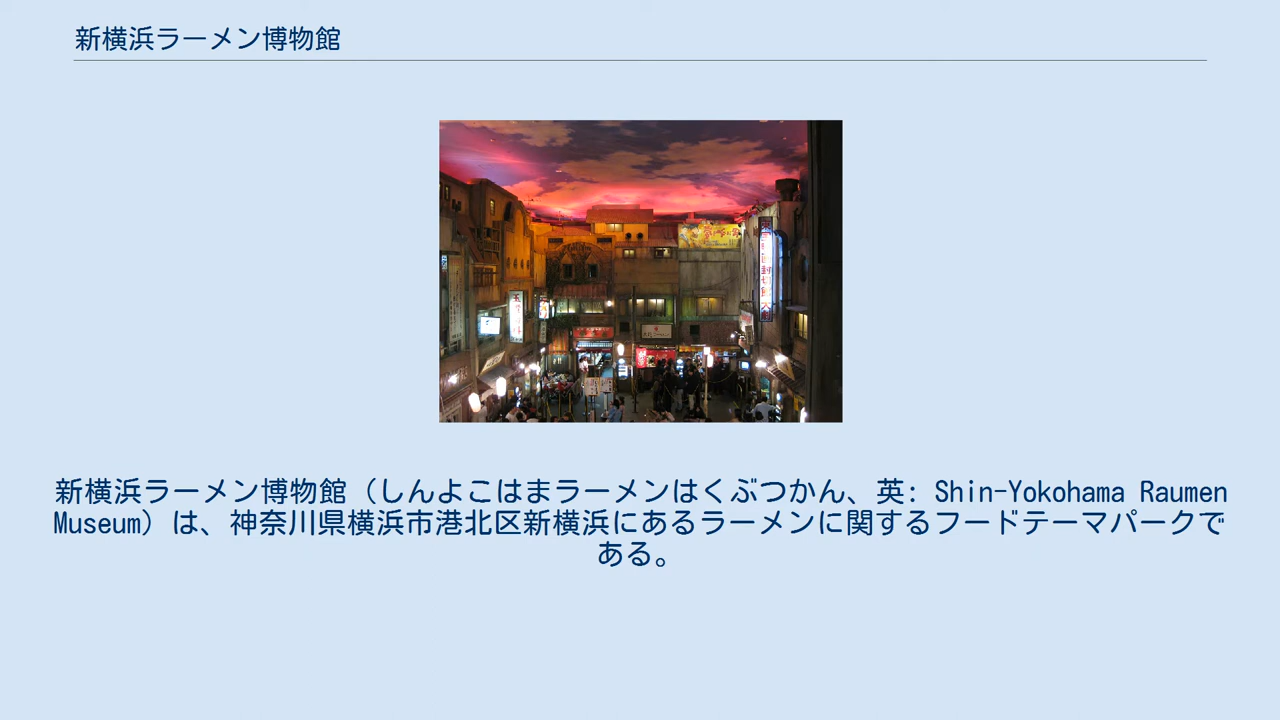 新横浜ラーメン博物館
新横浜ラーメン博物館（しんよこはまラーメンはくぶつかん、英: Shin-Yokohama Raumen
Museum）は、神奈川県横浜市港北区新横浜にあるラーメンに関するフードテーマパークで
ある。